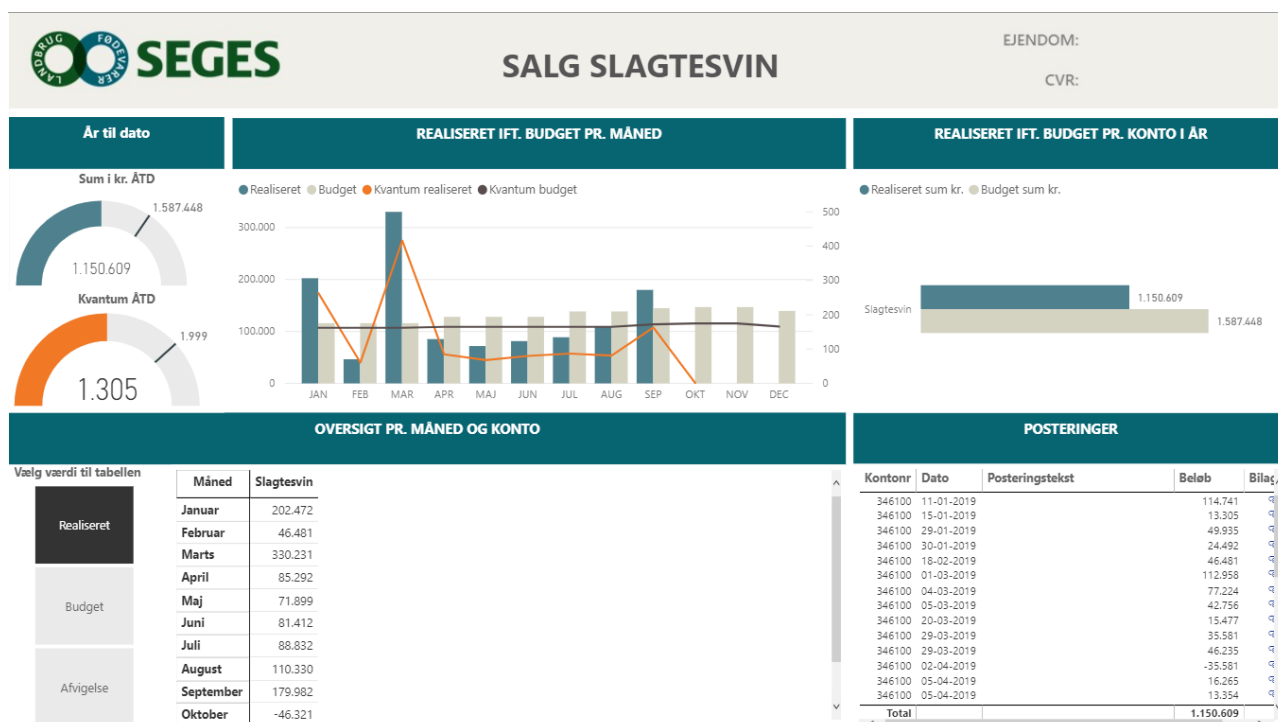 LANDBRUG FØDEVARER
SEGES
SALG SLAGTESVIN
EJENDOM:
CVR:
År til dato
Sum i kr. ÅTD
1.587.448
1.150.609
Kvantum ÅTD
1.999
1.305
REALISERET IFT. BUDGET PR. MÅNED
Realiseret Budget Kvantum realiseret Kvantum budget
300.000
200.000
100.000
0
500
400
300
200
100
0
JAN FEB MAR APR MAJ JUN JUL AUG SEP OKT NOV DEC
REALISERET IFT. BUDGET PR. KONTO I ÅR
Realiseret sum kr. Budget sum kr.
Slagtesvin
1.150.609
1.587.448
OVERSIGT PR. MÅNED OG KONTO
Vælg værdi til tabellen
Realiseret
Budget
Afvigelse
Måned Slagtesvin
Januar 202.472
Februar 46.481
Marts 330.231
April 85.292
Maj 71.899
Juni 81.412
Juli 88.832
August 110.330
September 179.982
Oktober -46.321
POSTERINGER
Kontonr Dato Posteringstekst Beløb Bilag
346100 11-01-2019 114.741
346100 15-01-2019 13.305
346100 29-01-2019 49.935
346100 30-01-2019 24.492
346100 18-02-2019 46.481
346100 01-03-2019 112.958
346100 04-03-2019 77.224
346100 05-03-2019 42.756
346100 20-03-2019 15.477
346100 29-03-2019 35.581
346100 29-03-2019 46.235
346100 02-04-2019 -35.581
346100 05-04-2019 16.265
346100 05-04-2019 13.354
Total 1.150.609